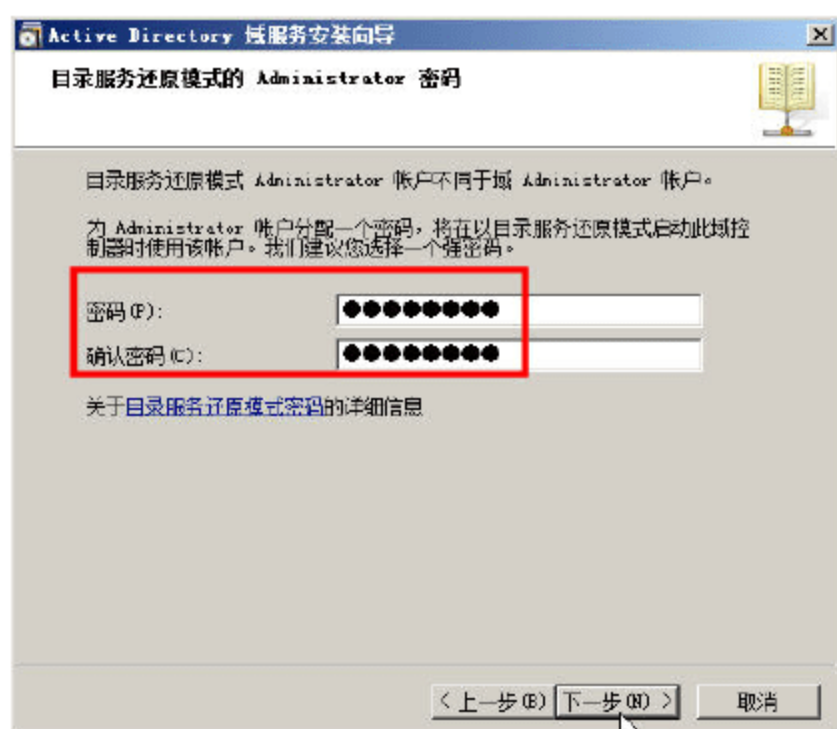 Active Directory 域服务安装向导
目录服务还原模式的 Administrator 密码
目录服务还原模式 Administrator 帐户不同于域 Administrator 帐户。
为 Administrator 帐户分配一个密码，将在以目录服务还原模式启动此域控
制器时使用该帐户。我们建议您选择一个强密码。
密码(P):
●●●●●●●●
确认密码(C):
●●●●●●●●
关于目录服务还原模式密码的详细信息
< 上一步(B) 下一步(N) > 取消